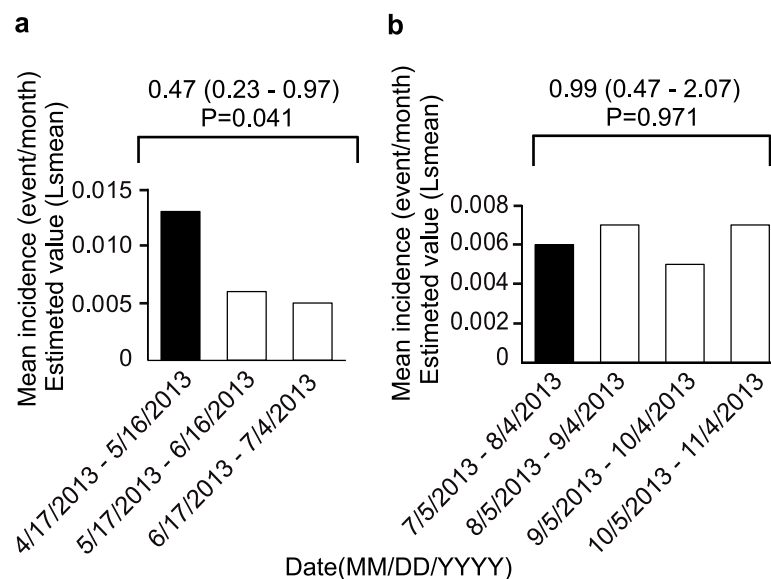 a
0.47 (0.23 - 0.97)
P=0.041
Mean incidence (event/month)
Estimeted value (Lsmean)
0.015
0.010
0.005
0
4/17/2013 - 5/16/2013
5/17/2013 - 6/16/2013
6/17/2013 - 7/4/2013
b
0.99 (0.47 - 2.07)
P=0.971
Mean incidence (event/month)
Estimeted value (Lsmean)
0.008
0.006
0.004
0.002
0
7/5/2013 - 8/4/2013
8/5/2013 - 9/4/2013
9/5/2013 - 10/4/2013
10/5/2013 - 11/4/2013
Date(MM/DD/YYYY)